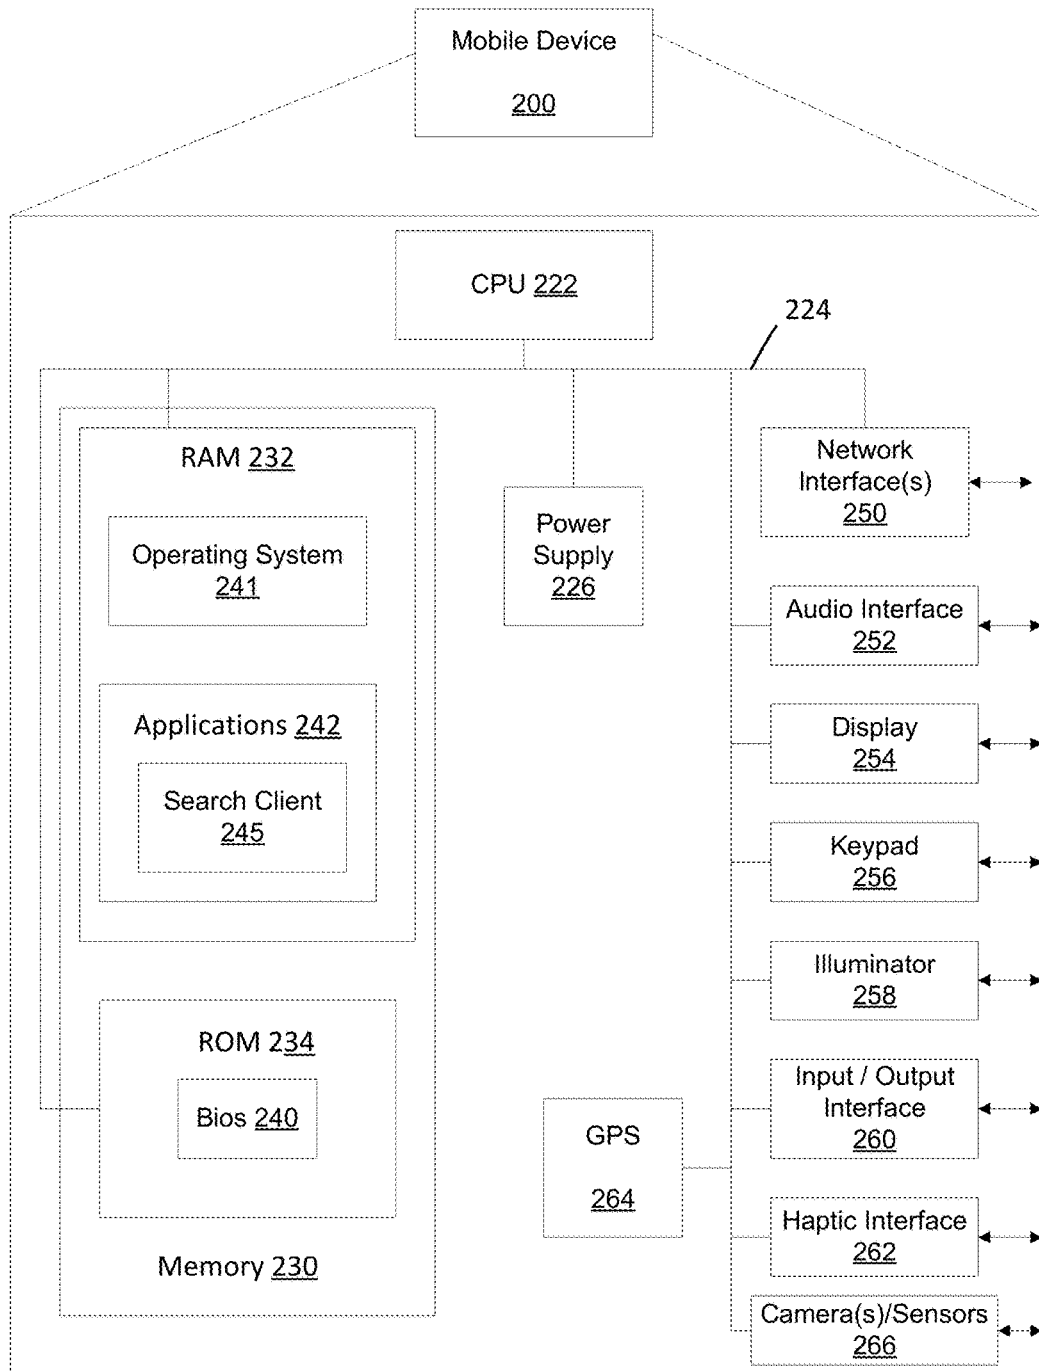 Mobile Device
200
CPU 222
224
RAM 232
Operating System
241
Applications 242
Search Client
245
ROM 234
Bios 240
Memory 230
Power
Supply
226
GPS
264
Network
Interface(s)
250
Audio Interface
252
Display
254
Keypad
256
Illuminator
258
Input / Output
Interface
260
Haptic Interface
262
Camera(s)/Sensors
266